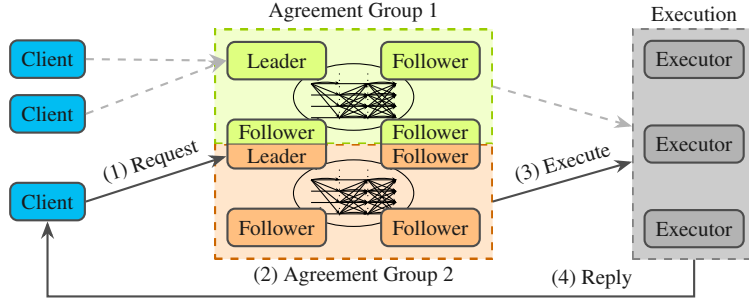 Agreement Group 1
Execution
Client
Leader
Follower
Executor
Client
(1) Request
Follower
Follower
Executor
Leader
Follower
(3) Execute
Client
Follower
Follower
Executor
(2) Agreement Group 2
(4) Reply